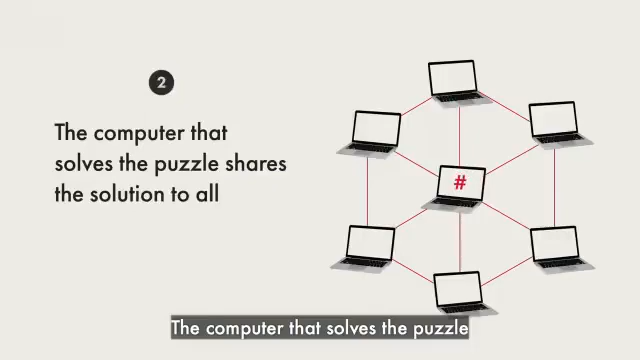 2
The computer that
solves the puzzle shares
the solution to all
#
The computer that solves the puzzle